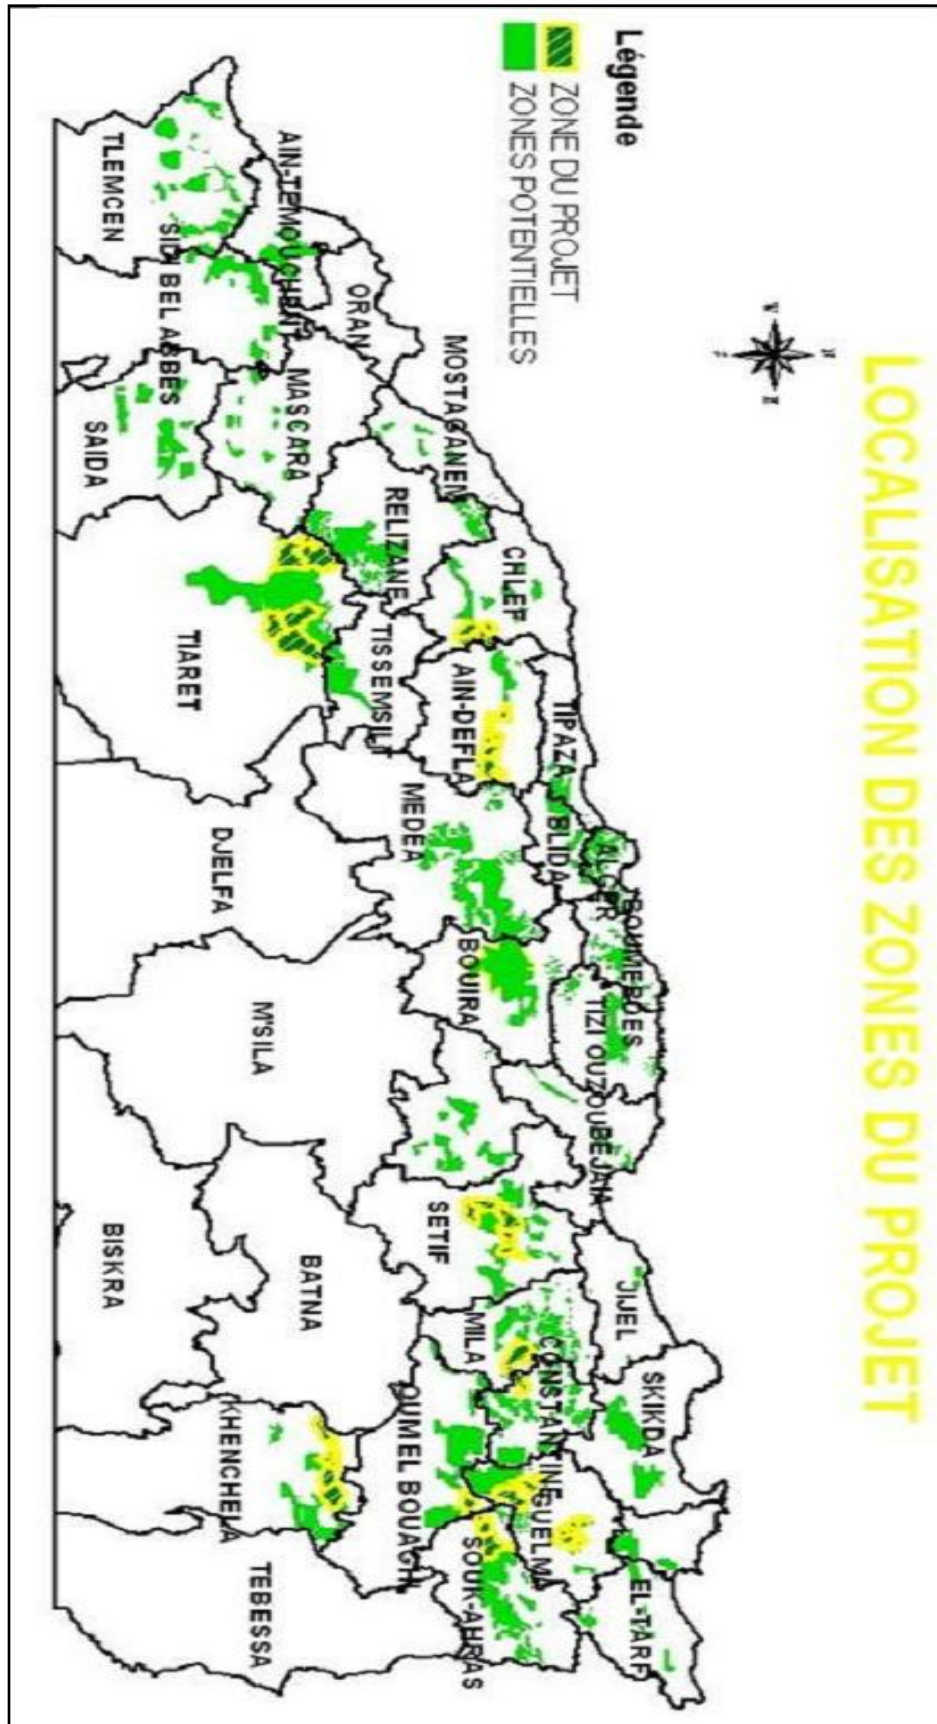 LOCALISATION DES ZONES DU PROJET
N
W
E
Légende
ZONE DU PROJET
ZONES POTENTIELLES
TLEMCEN
AIN-TEMOUCHENT
SIDI BEL ABBES
ORAN
MOSTAGANEM
MASCARA
SAIDA
RELIZANE
CHLEF
TIARET
TISSEMSILT
AIN-DEFLA
TIPAZA
BLIDA
ALGER
BOUMERDES
MEDEA
DJELFA
BOUIRA
TIZI OUZOU
BEJAIA
M'SILA
SETIF
JIJEL
BISKRA
BATNA
MILA
CONSTANTINE
SKIKDA
KHENCHELA
OUM EL BOUAGHI
GUELMA
SOUK-AHRAS
EL-TARF
TEBESSA